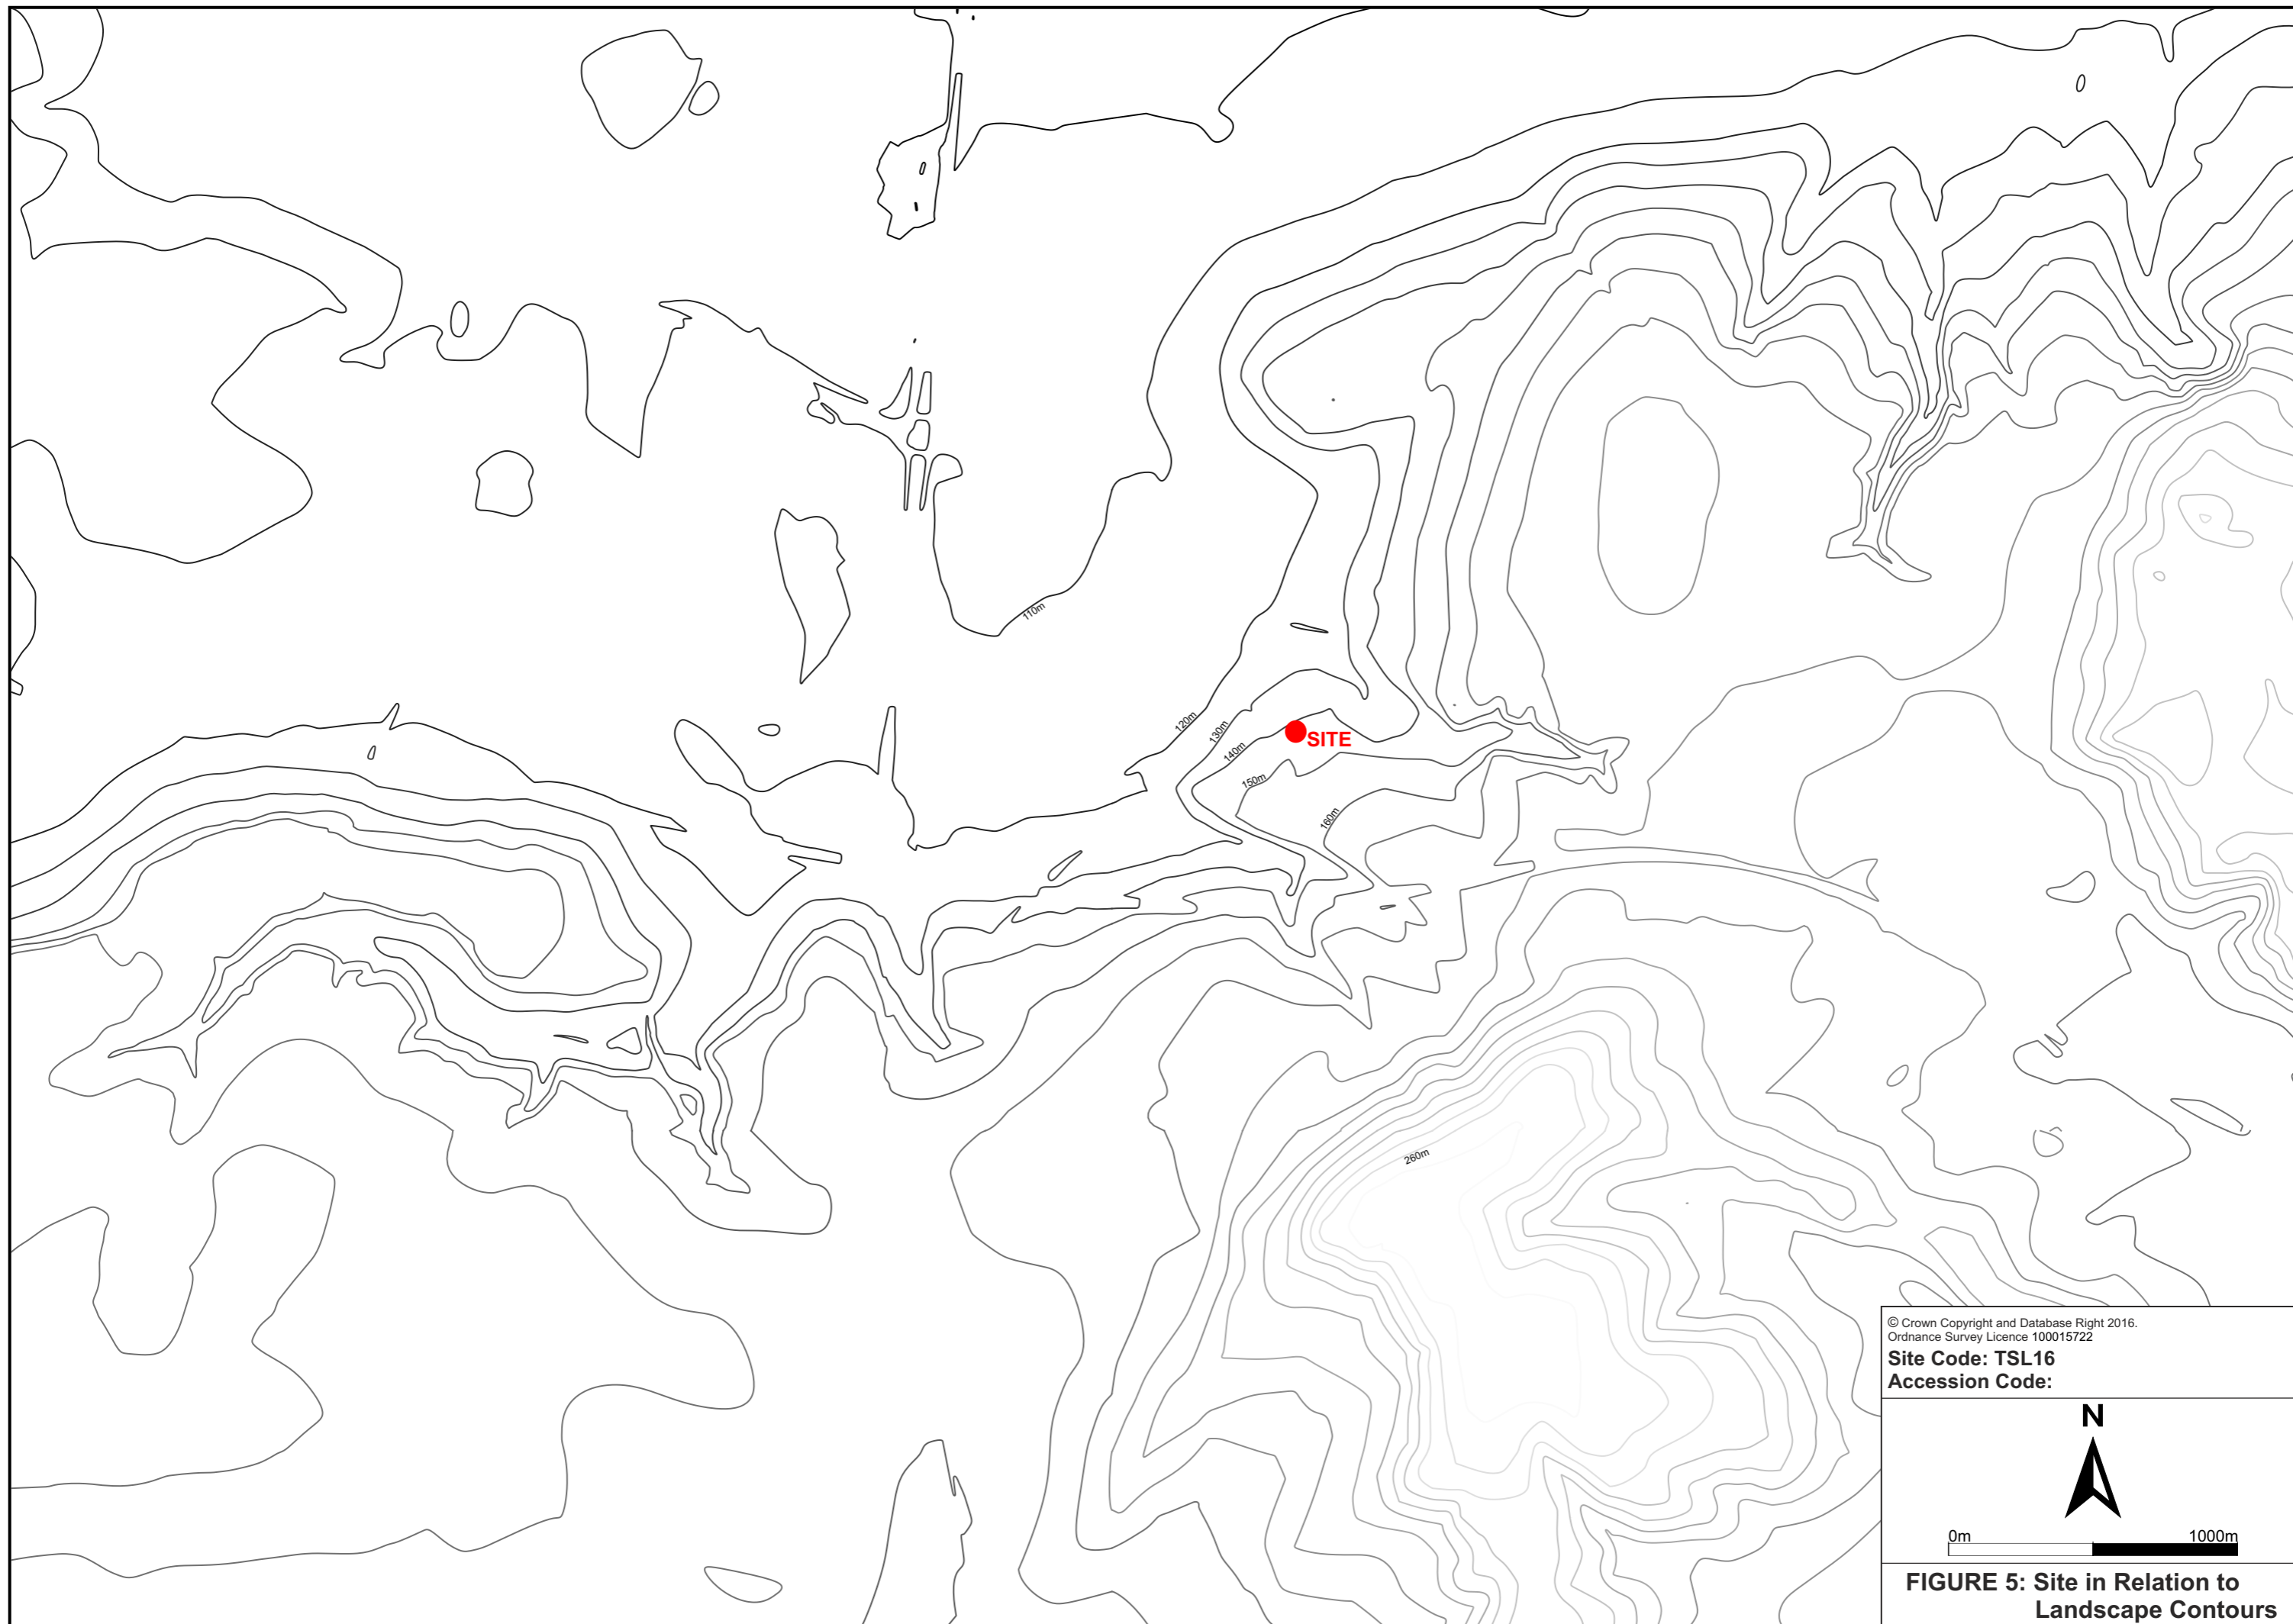 110m
120m
130m
140m
SITE
150m
160m
260m
© Crown Copyright and Database Right 2016.
Ordnance Survey Licence 100015722
Site Code: TSL16
Accession Code:
N
0m 1000m
FIGURE 5: Site in Relation to
Landscape Contours